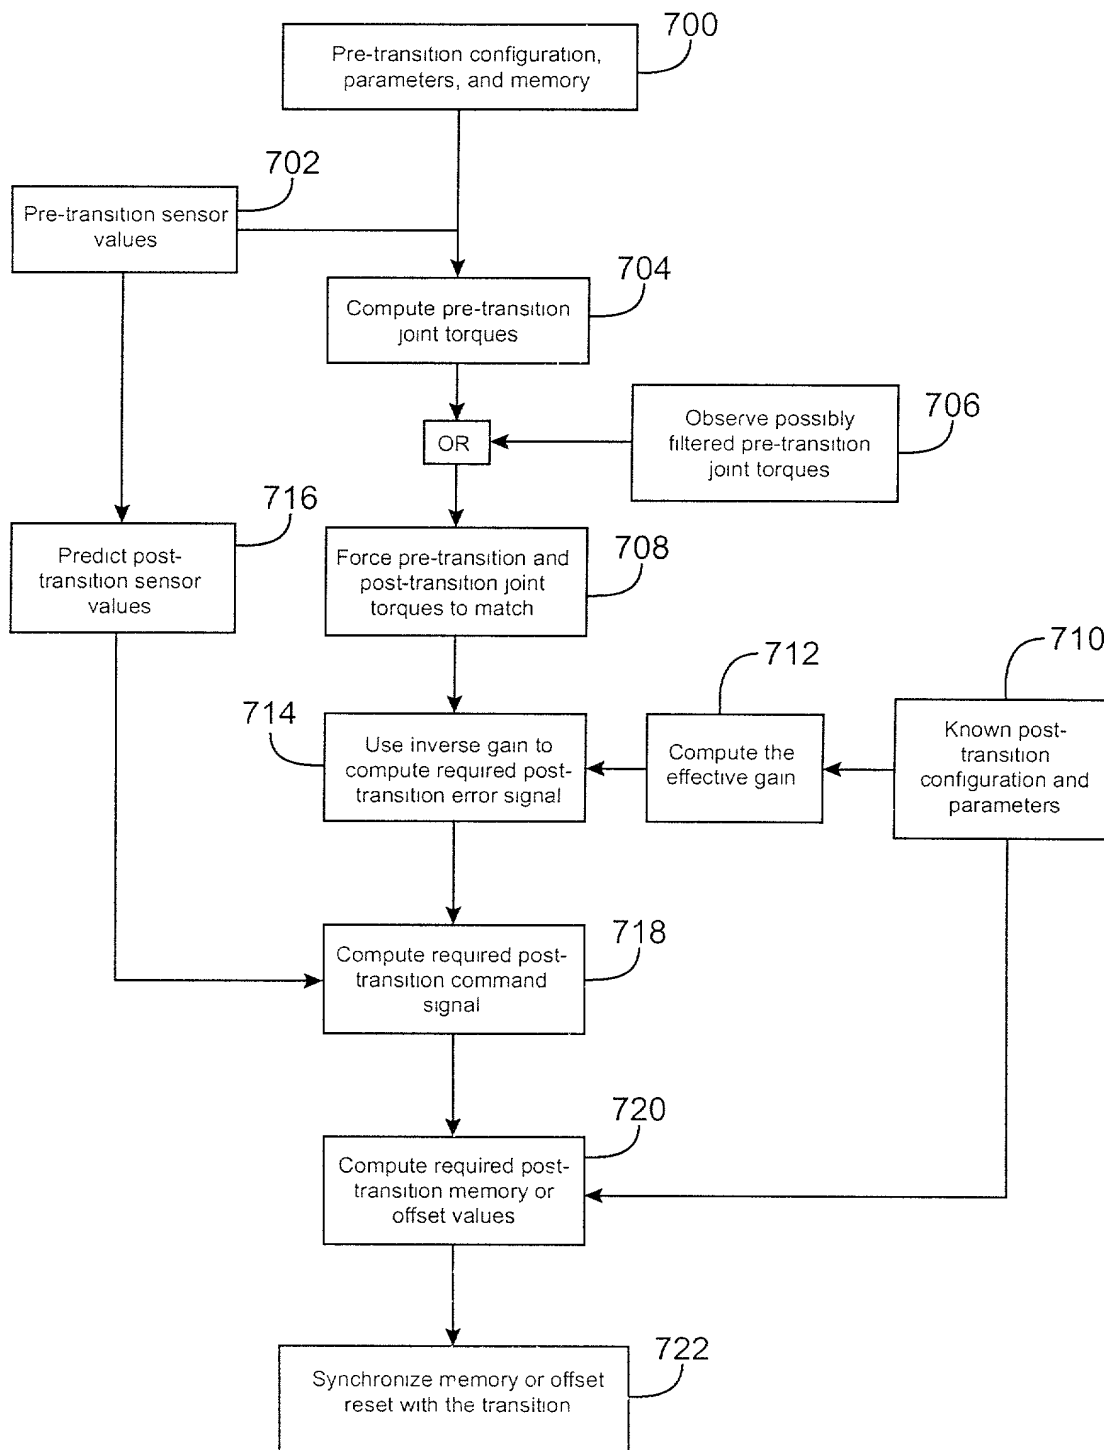 700
Pre-transition configuration,
parameters, and memory
702
Pre-transition sensor
values
704
Compute pre-transition
joint torques
706
Observe possibly
filtered pre-transition
joint torques
OR
716
Predict post-
transition sensor
values
708
Force pre-transition and
post-transition joint
torques to match
710
Known post-
transition
configuration and
parameters
712
Compute the
effective gain
714
Use inverse gain to
compute required post-
transition error signal
718
Compute required post-
transition command
signal
720
Compute required post-
transition memory or
offset values
722
Synchronize memory or offset
reset with the transition